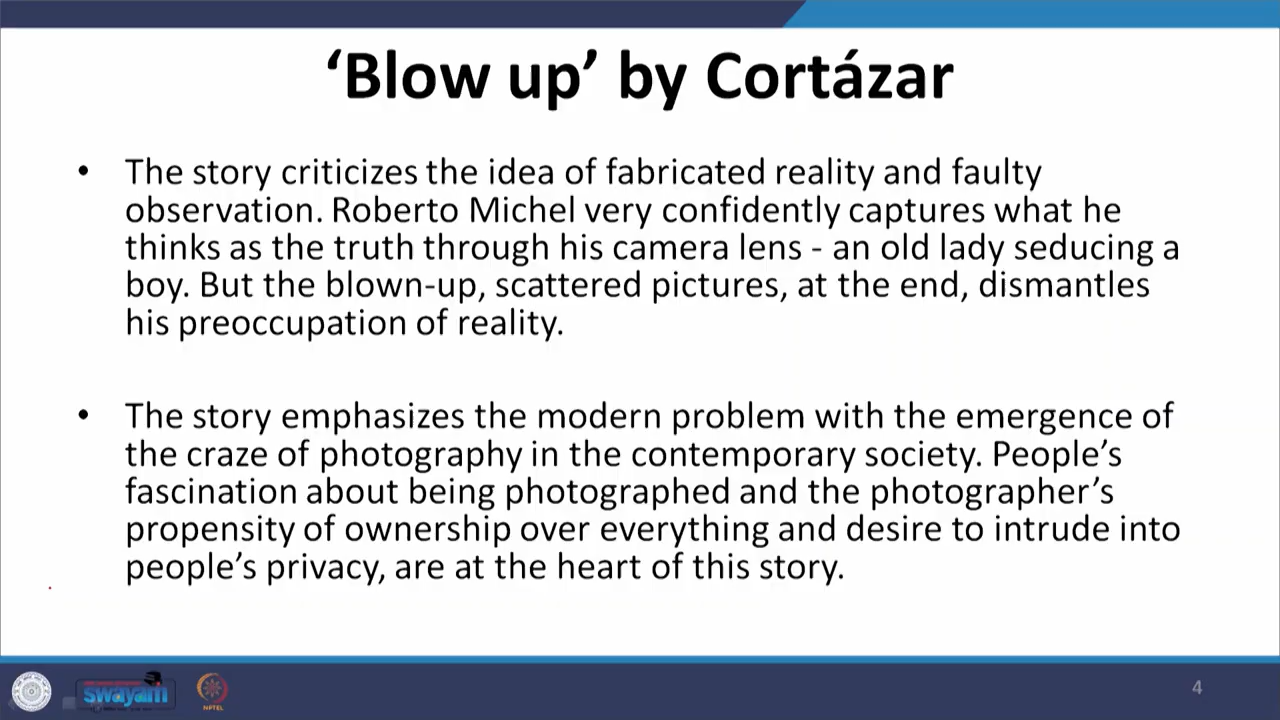 ‘Blow up’ by Cortázar
• The story criticizes the idea of fabricated reality and faulty
observation. Roberto Michel very confidently captures what he
thinks as the truth through his camera lens - an old lady seducing a
boy. But the blown-up, scattered pictures, at the end, dismantles
his preoccupation of reality.
• The story emphasizes the modern problem with the emergence of
the craze of photography in the contemporary society. People’s
fascination about being photographed and the photographer’s
propensity of ownership over everything and desire to intrude into
people’s privacy, are at the heart of this story.
swayam
NPTEL
4